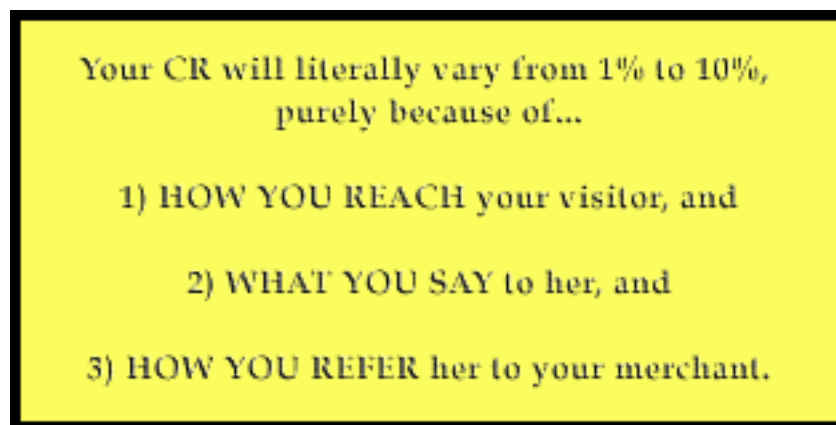 Your CR will literally vary from 1% to 10%,
purely because of...
1) HOW YOU REACH your visitor, and
2) WHAT YOU SAY to her, and
3) HOW YOU REFER her to your merchant.